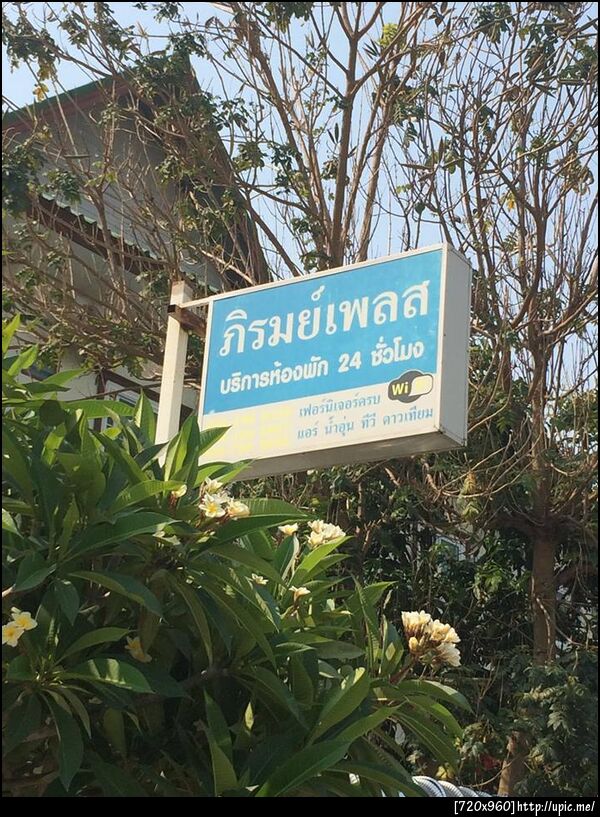 ภิรมย์เพลส
บริการห้องพัก 24 ชั่วโมง
Wi
เฟอร์นิเจอร์ครบ
แอร์ น้ำอุ่น ทีวี ดาวเทียม
[720x960]http://upic.me/